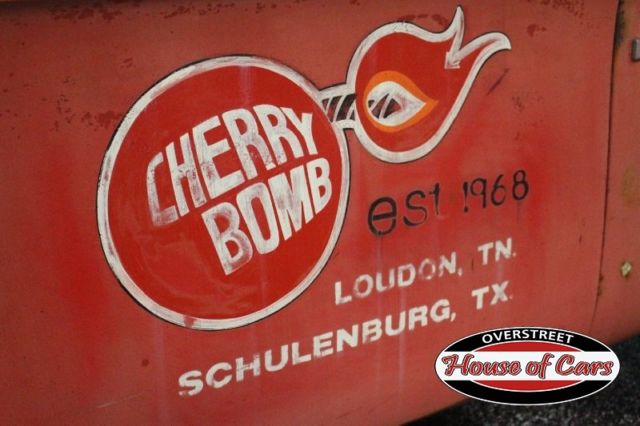 CHERRY
BOMB
est. 1968
LOUDON, TN.
SCHULENBURG, TX.
OVERSTREET
House of Cars